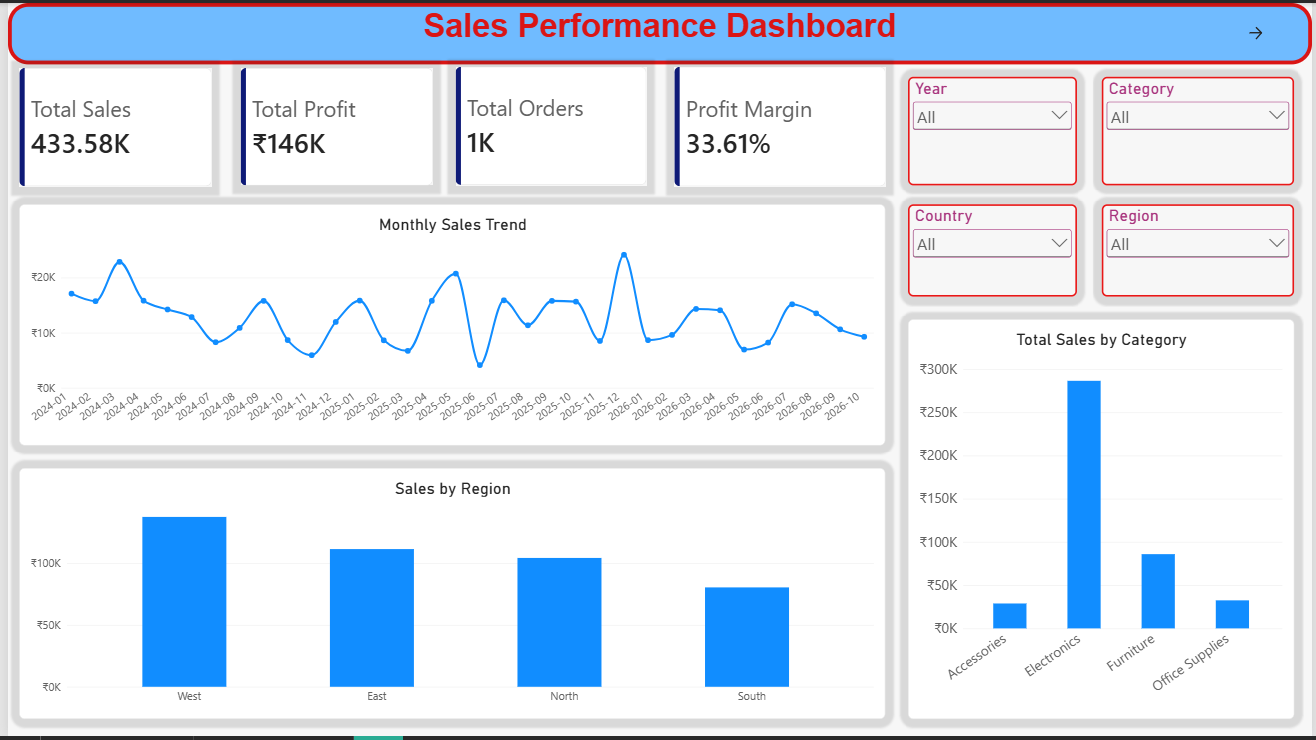 Sales Performance Dashboard
Total Sales
433.58K
Total Profit
₹146K
Total Orders
1K
Profit Margin
33.61%
Year
All
Category
All
Country
All
Region
All
Monthly Sales Trend
₹20K
₹10K
₹0K
2024-01
2024-02
2024-03
2024-04
2024-05
2024-06
2024-07
2024-08
2024-09
2024-10
2024-11
2024-12
2025-01
2025-02
2025-03
2025-04
2025-05
2025-06
2025-07
2025-08
2025-09
2025-10
2025-11
2025-12
2026-01
2026-02
2026-03
2026-04
2026-05
2026-06
2026-07
2026-08
2026-09
2026-10
Sales by Region
₹100K
₹50K
₹0K
West
East
North
South
Total Sales by Category
₹300K
₹250K
₹200K
₹150K
₹100K
₹50K
₹0K
Accessories
Electronics
Furniture
Office Supplies